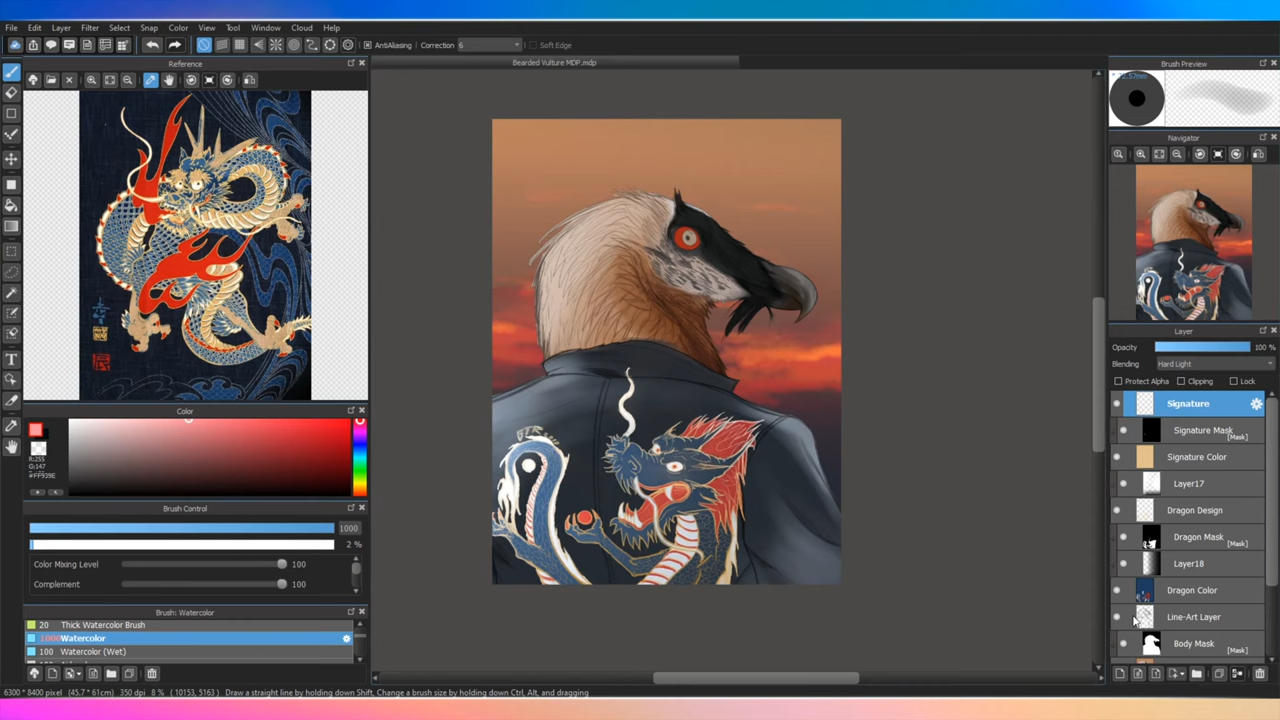 File Edit Layer Filter Select Snap Color View Tool Window Cloud Help
AntiAliasing Correction 6 Soft Edge
Reference
Bearded Vulture MDP.mdp
Brush Preview
Navigator
Color
R:255
G:147
Brush Control
1000
2 %
Color Mixing Level 100
Complement 100
Brush: Watercolor
20 Thick Watercolor Brush
1000 Watercolor
100 Watercolor (Wet)
Layer
Opacity 100 %
Blending Hard Light
Protect Alpha Clipping Lock
Signature
Signature Mask [Mask]
Signature Color
Layer17
Dragon Design
Dragon Mask [Mask]
Layer18
Dragon Color
Line-Art Layer
Body Mask [Mask]
6300 * 8400 pixel (45.7 * 61cm) 350 dpi 8 % (10153, 5163) Draw a straight line by holding down Shift, Change a brush size by holding down Ctrl, Alt, and dragging